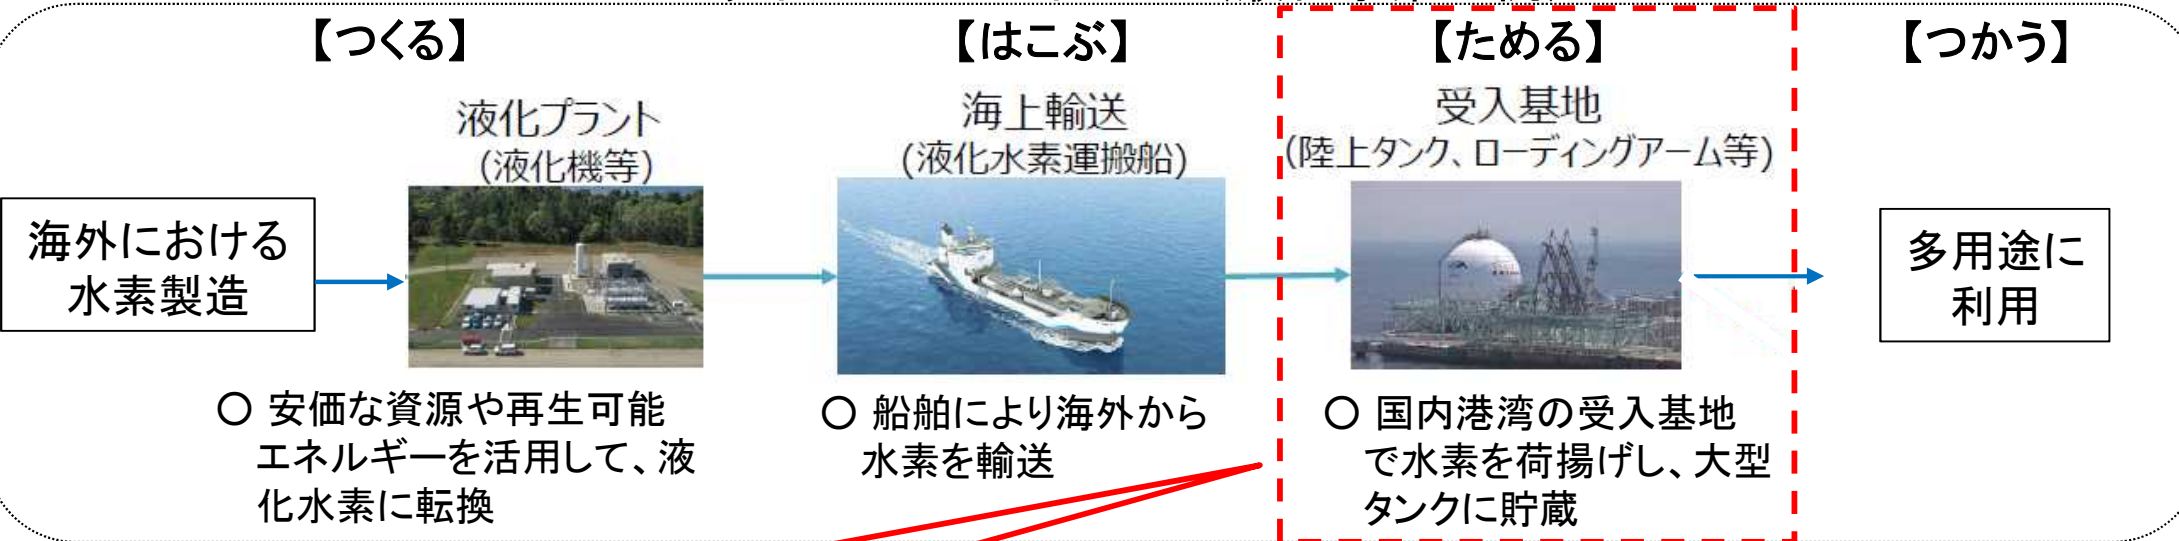 【つくる】
液化プラント
(液化機等)
海外における
水素製造
○ 安価な資源や再生可能
エネルギーを活用して、液
化水素に転換
【はこぶ】
海上輸送
(液化水素運搬船)
○ 船舶により海外から
水素を輸送
【ためる】
受入基地
(陸上タンク、ローディングアーム等)
○ 国内港湾の受入基地
で水素を荷揚げし、大型
タンクに貯蔵
【つかう】
多用途に
利用